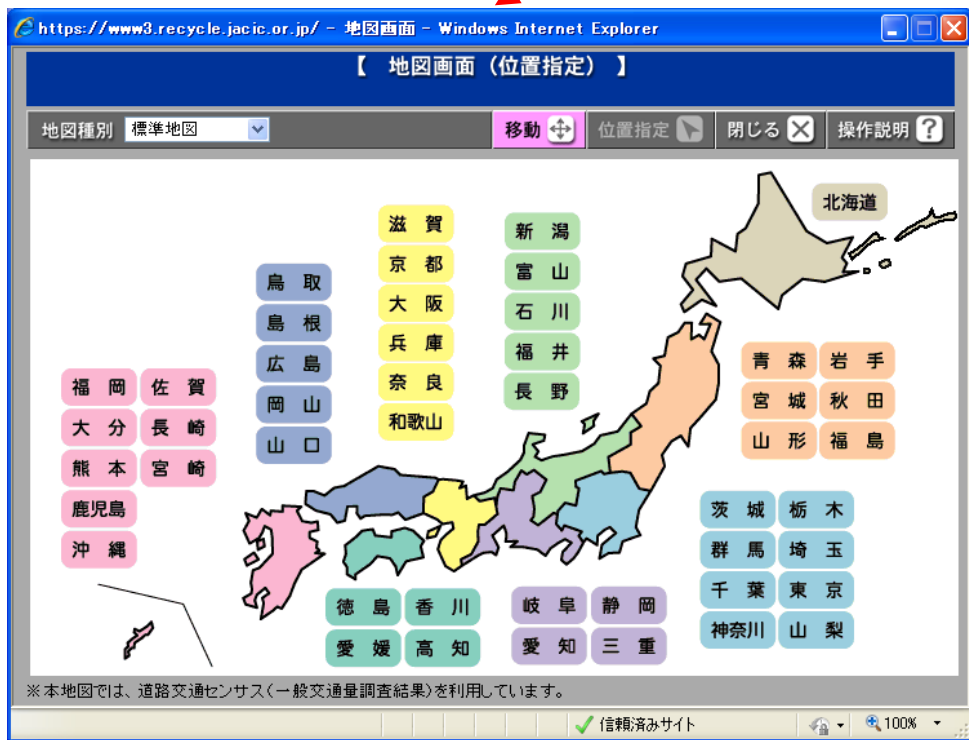 https://www3.recycle.jacic.or.jp/ - 地図画面 - Windows Internet Explorer
【 地図画面（位置指定） 】
地図種別 標準地図 移動 位置指定 閉じる 操作説明
北海道
滋賀
京都
大阪
兵庫
奈良
和歌山
新潟
富山
石川
福井
長野
鳥取
島根
広島
岡山
山口
青森 岩手
宮城 秋田
山形 福島
福岡 佐賀
大分 長崎
熊本 宮崎
鹿児島
沖縄
茨城 栃木
群馬 埼玉
千葉 東京
神奈川 山梨
徳島 香川
愛媛 高知
岐阜 静岡
愛知 三重
※本地図では、道路交通センサス(一般交通量調査結果)を利用しています。
信頼済みサイト 100%